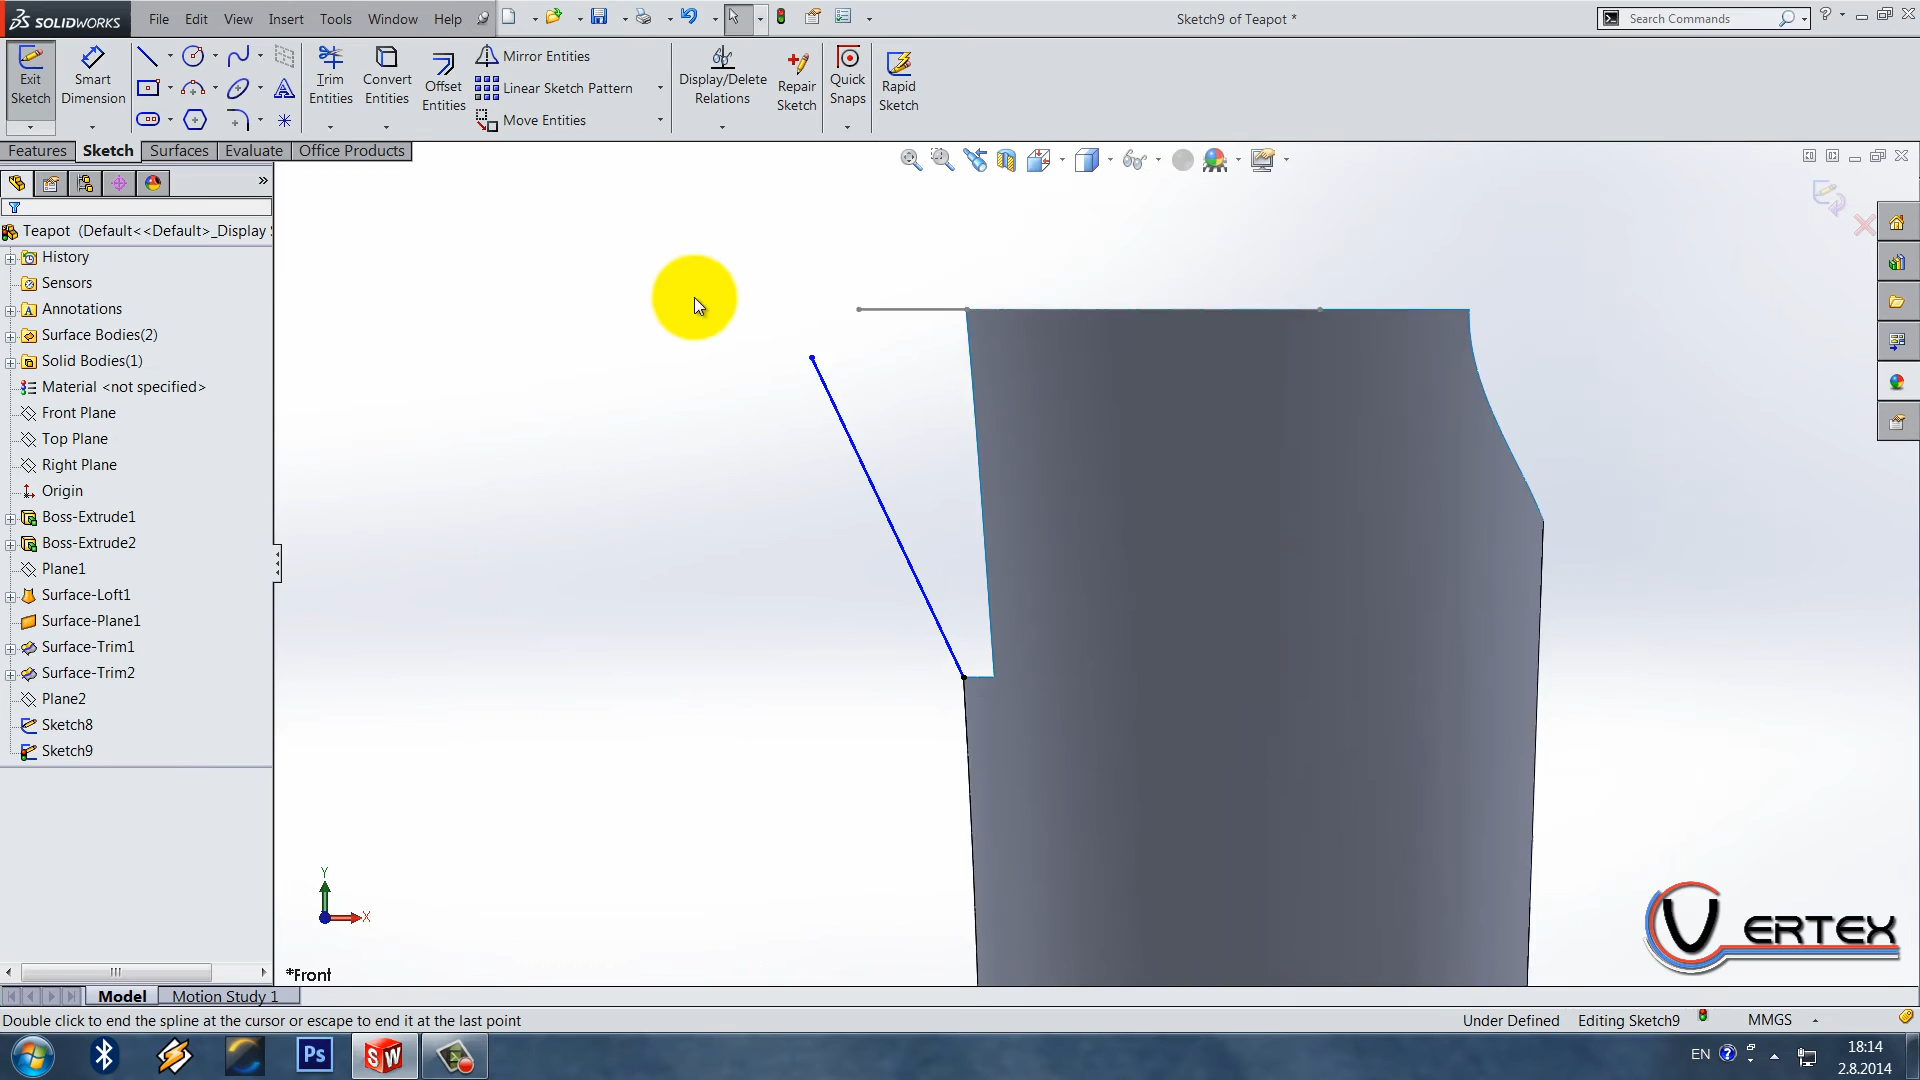 SOLIDWORKS
File Edit View Insert Tools Window Help
Sketch9 of Teapot *
Search Commands
Exit Sketch
Smart Dimension
Trim Entities
Convert Entities
Offset Entities
Mirror Entities
Linear Sketch Pattern
Move Entities
Display/Delete Relations
Repair Sketch
Quick Snaps
Rapid Sketch
Features Sketch Surfaces Evaluate Office Products
Teapot (Default<<Default>_Display
History
Sensors
Annotations
Surface Bodies(2)
Solid Bodies(1)
Material <not specified>
Front Plane
Top Plane
Right Plane
Origin
Boss-Extrude1
Boss-Extrude2
Plane1
Surface-Loft1
Surface-Plane1
Surface-Trim1
Surface-Trim2
Plane2
Sketch8
Sketch9
Y
X
*Front
VERTEX
Model Motion Study 1
Double click to end the spline at the cursor or escape to end it at the last point
Under Defined Editing Sketch9 MMGS
Ps
SW
EN
18:14
2.8.2014